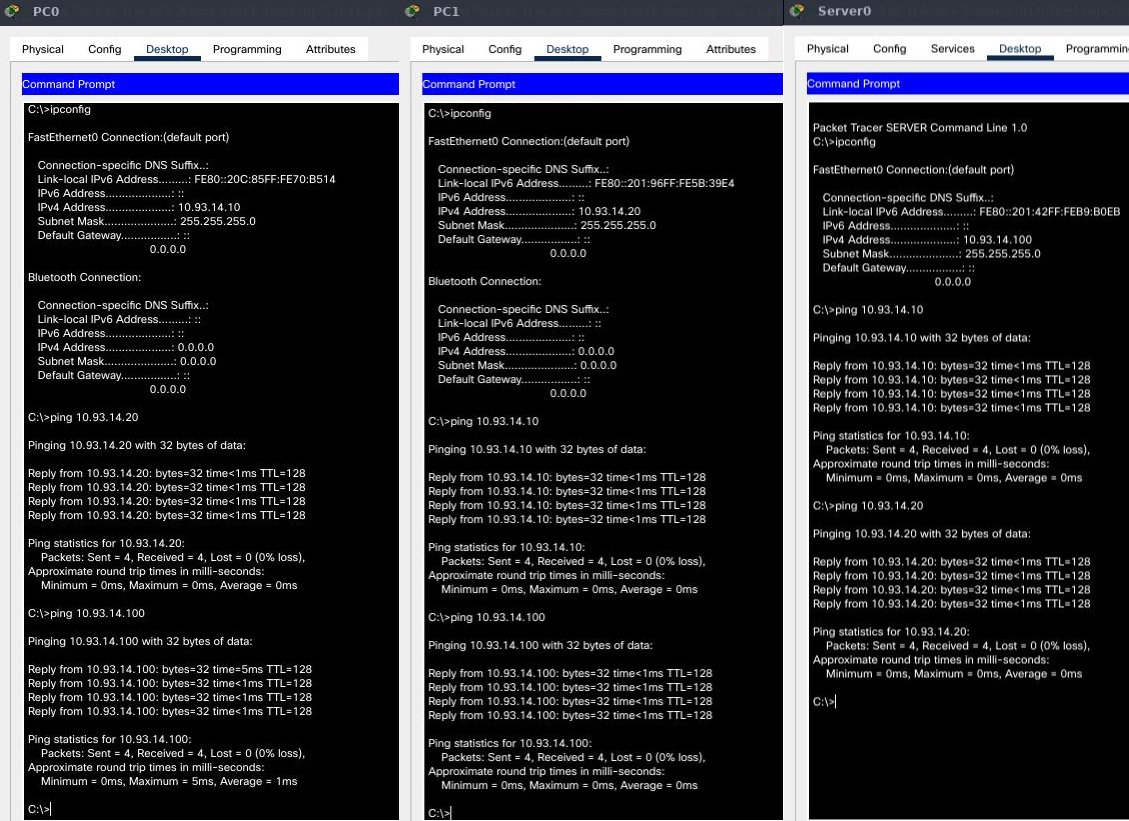 PC0
Physical Config Desktop Programming Attributes
Command Prompt
C:\>ipconfig
FastEthernet0 Connection:(default port)
Connection-specific DNS Suffix..:
Link-local IPv6 Address.........: FE80::20C:85FF:FE70:B514
IPv6 Address....................: ::
IPv4 Address....................: 10.93.14.10
Subnet Mask.....................: 255.255.255.0
Default Gateway.................: ::
0.0.0.0
Bluetooth Connection:
Connection-specific DNS Suffix..:
Link-local IPv6 Address.........: ::
IPv6 Address....................: ::
IPv4 Address....................: 0.0.0.0
Subnet Mask.....................: 0.0.0.0
Default Gateway.................: ::
0.0.0.0
C:\>ping 10.93.14.20
Pinging 10.93.14.20 with 32 bytes of data:
Reply from 10.93.14.20: bytes=32 time<1ms TTL=128
Reply from 10.93.14.20: bytes=32 time<1ms TTL=128
Reply from 10.93.14.20: bytes=32 time<1ms TTL=128
Reply from 10.93.14.20: bytes=32 time<1ms TTL=128
Ping statistics for 10.93.14.20:
Packets: Sent = 4, Received = 4, Lost = 0 (0% loss),
Approximate round trip times in milli-seconds:
Minimum = 0ms, Maximum = 0ms, Average = 0ms
C:\>ping 10.93.14.100
Pinging 10.93.14.100 with 32 bytes of data:
Reply from 10.93.14.100: bytes=32 time=5ms TTL=128
Reply from 10.93.14.100: bytes=32 time<1ms TTL=128
Reply from 10.93.14.100: bytes=32 time<1ms TTL=128
Reply from 10.93.14.100: bytes=32 time<1ms TTL=128
Ping statistics for 10.93.14.100:
Packets: Sent = 4, Received = 4, Lost = 0 (0% loss),
Approximate round trip times in milli-seconds:
Minimum = 0ms, Maximum = 5ms, Average = 1ms
C:\>
PC1
Physical Config Desktop Programming Attributes
Command Prompt
C:\>ipconfig
FastEthernet0 Connection:(default port)
Connection-specific DNS Suffix..:
Link-local IPv6 Address.........: FE80::201:96FF:FE5B:39E4
IPv6 Address....................: ::
IPv4 Address....................: 10.93.14.20
Subnet Mask.....................: 255.255.255.0
Default Gateway.................: ::
0.0.0.0
Bluetooth Connection:
Connection-specific DNS Suffix..:
Link-local IPv6 Address.........: ::
IPv6 Address....................: ::
IPv4 Address....................: 0.0.0.0
Subnet Mask.....................: 0.0.0.0
Default Gateway.................: ::
0.0.0.0
C:\>ping 10.93.14.10
Pinging 10.93.14.10 with 32 bytes of data:
Reply from 10.93.14.10: bytes=32 time<1ms TTL=128
Reply from 10.93.14.10: bytes=32 time<1ms TTL=128
Reply from 10.93.14.10: bytes=32 time<1ms TTL=128
Reply from 10.93.14.10: bytes=32 time<1ms TTL=128
Ping statistics for 10.93.14.10:
Packets: Sent = 4, Received = 4, Lost = 0 (0% loss),
Approximate round trip times in milli-seconds:
Minimum = 0ms, Maximum = 0ms, Average = 0ms
C:\>ping 10.93.14.100
Pinging 10.93.14.100 with 32 bytes of data:
Reply from 10.93.14.100: bytes=32 time<1ms TTL=128
Reply from 10.93.14.100: bytes=32 time<1ms TTL=128
Reply from 10.93.14.100: bytes=32 time<1ms TTL=128
Reply from 10.93.14.100: bytes=32 time<1ms TTL=128
Ping statistics for 10.93.14.100:
Packets: Sent = 4, Received = 4, Lost = 0 (0% loss),
Approximate round trip times in milli-seconds:
Minimum = 0ms, Maximum = 0ms, Average = 0ms
C:\>
Server0
Physical Config Services Desktop Programmin
Command Prompt
Packet Tracer SERVER Command Line 1.0
C:\>ipconfig
FastEthernet0 Connection:(default port)
Connection-specific DNS Suffix..:
Link-local IPv6 Address.........: FE80::201:42FF:FEB9:B0EB
IPv6 Address....................: ::
IPv4 Address....................: 10.93.14.100
Subnet Mask.....................: 255.255.255.0
Default Gateway.................: ::
0.0.0.0
C:\>ping 10.93.14.10
Pinging 10.93.14.10 with 32 bytes of data:
Reply from 10.93.14.10: bytes=32 time<1ms TTL=128
Reply from 10.93.14.10: bytes=32 time<1ms TTL=128
Reply from 10.93.14.10: bytes=32 time<1ms TTL=128
Reply from 10.93.14.10: bytes=32 time<1ms TTL=128
Ping statistics for 10.93.14.10:
Packets: Sent = 4, Received = 4, Lost = 0 (0% loss),
Approximate round trip times in milli-seconds:
Minimum = 0ms, Maximum = 0ms, Average = 0ms
C:\>ping 10.93.14.20
Pinging 10.93.14.20 with 32 bytes of data:
Reply from 10.93.14.20: bytes=32 time<1ms TTL=128
Reply from 10.93.14.20: bytes=32 time<1ms TTL=128
Reply from 10.93.14.20: bytes=32 time<1ms TTL=128
Reply from 10.93.14.20: bytes=32 time<1ms TTL=128
Ping statistics for 10.93.14.20:
Packets: Sent = 4, Received = 4, Lost = 0 (0% loss),
Approximate round trip times in milli-seconds:
Minimum = 0ms, Maximum = 0ms, Average = 0ms
C:\>